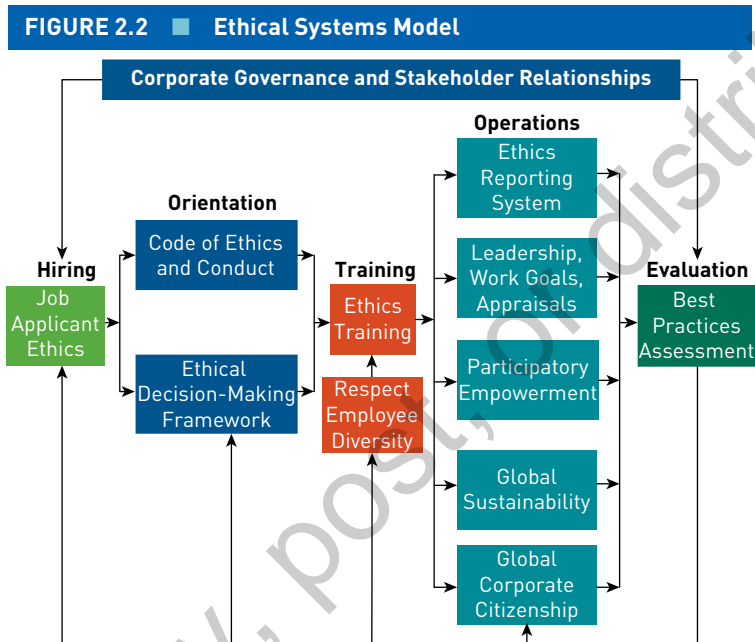 FIGURE 2.2 ■ Ethical Systems Model
Corporate Governance and Stakeholder Relationships
Hiring
Job
Applicant
Ethics
Orientation
Code of Ethics
and Conduct
Ethical
Decision-Making
Framework
Training
Ethics
Training
Respect
Employee
Diversity
Operations
Ethics
Reporting
System
Leadership,
Work Goals,
Appraisals
Participatory
Empowerment
Global
Sustainability
Global
Corporate
Citizenship
Evaluation
Best
Practices
Assessment
post, or